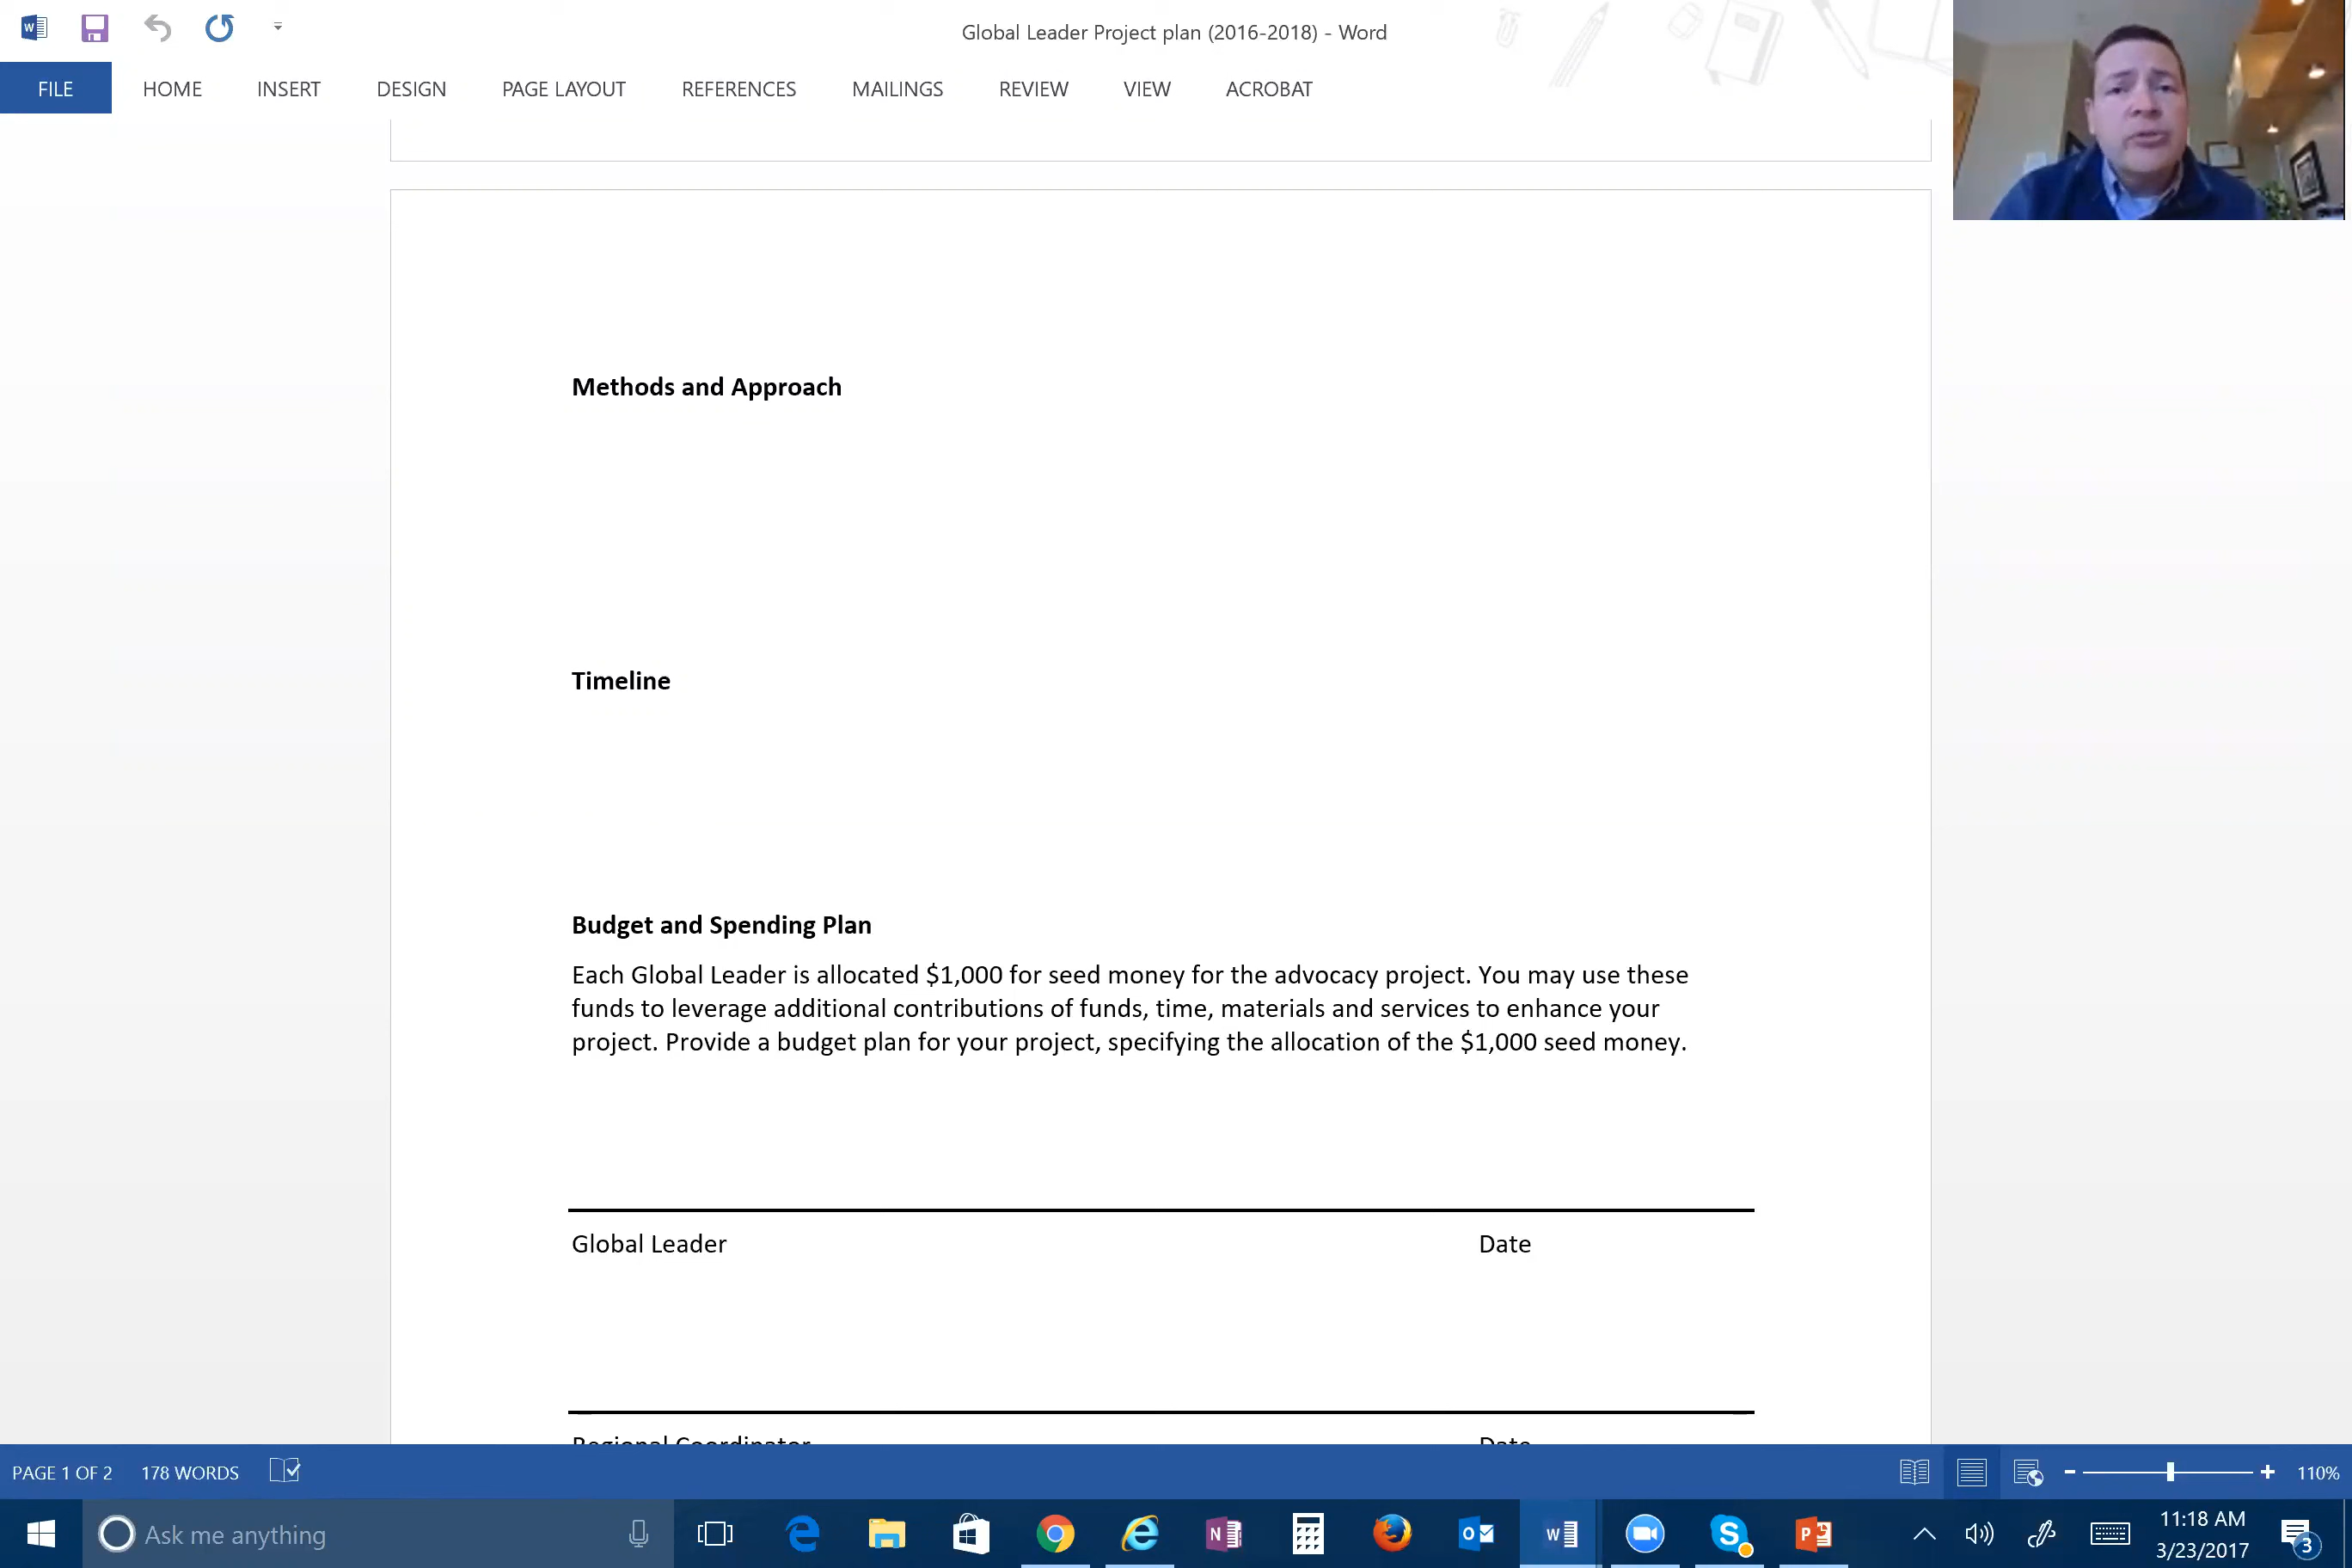 Global Leader Project plan (2016-2018) - Word
FILE HOME INSERT DESIGN PAGE LAYOUT REFERENCES MAILINGS REVIEW VIEW ACROBAT
Methods and Approach
Timeline
Budget and Spending Plan
Each Global Leader is allocated $1,000 for seed money for the advocacy project. You may use these
funds to leverage additional contributions of funds, time, materials and services to enhance your
project. Provide a budget plan for your project, specifying the allocation of the $1,000 seed money.
Global Leader Date
Regional Coordinator Date
PAGE 1 OF 2 178 WORDS 110%
Ask me anything
11:18 AM
3/23/2017
3